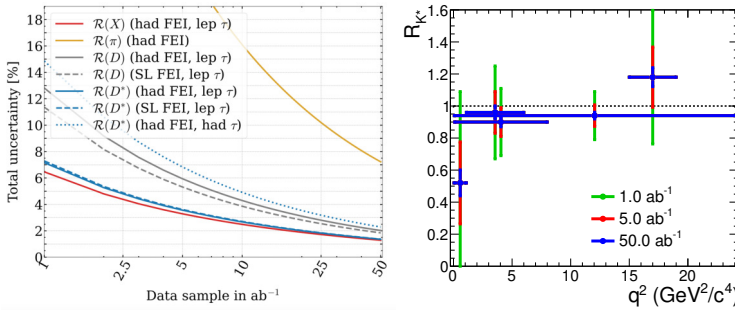 18
16
14
12
10
8
6
4
2
0
Total uncertainty [%]
R(X) (had FEI, lep τ)
R(π) (had FEI)
R(D) (had FEI, lep τ)
R(D) (SL FEI, lep τ)
R(D*) (had FEI, lep τ)
R(D*) (SL FEI, lep τ)
R(D*) (had FEI, had τ)
1 2.5 5 10 25 50
Data sample in ab⁻¹
R_K*
1.6
1.4
1.2
1
0.8
0.6
0.4
0.2
0
1.0 ab⁻¹
5.0 ab⁻¹
50.0 ab⁻¹
0 5 10 15 20
q² (GeV²/c⁴)